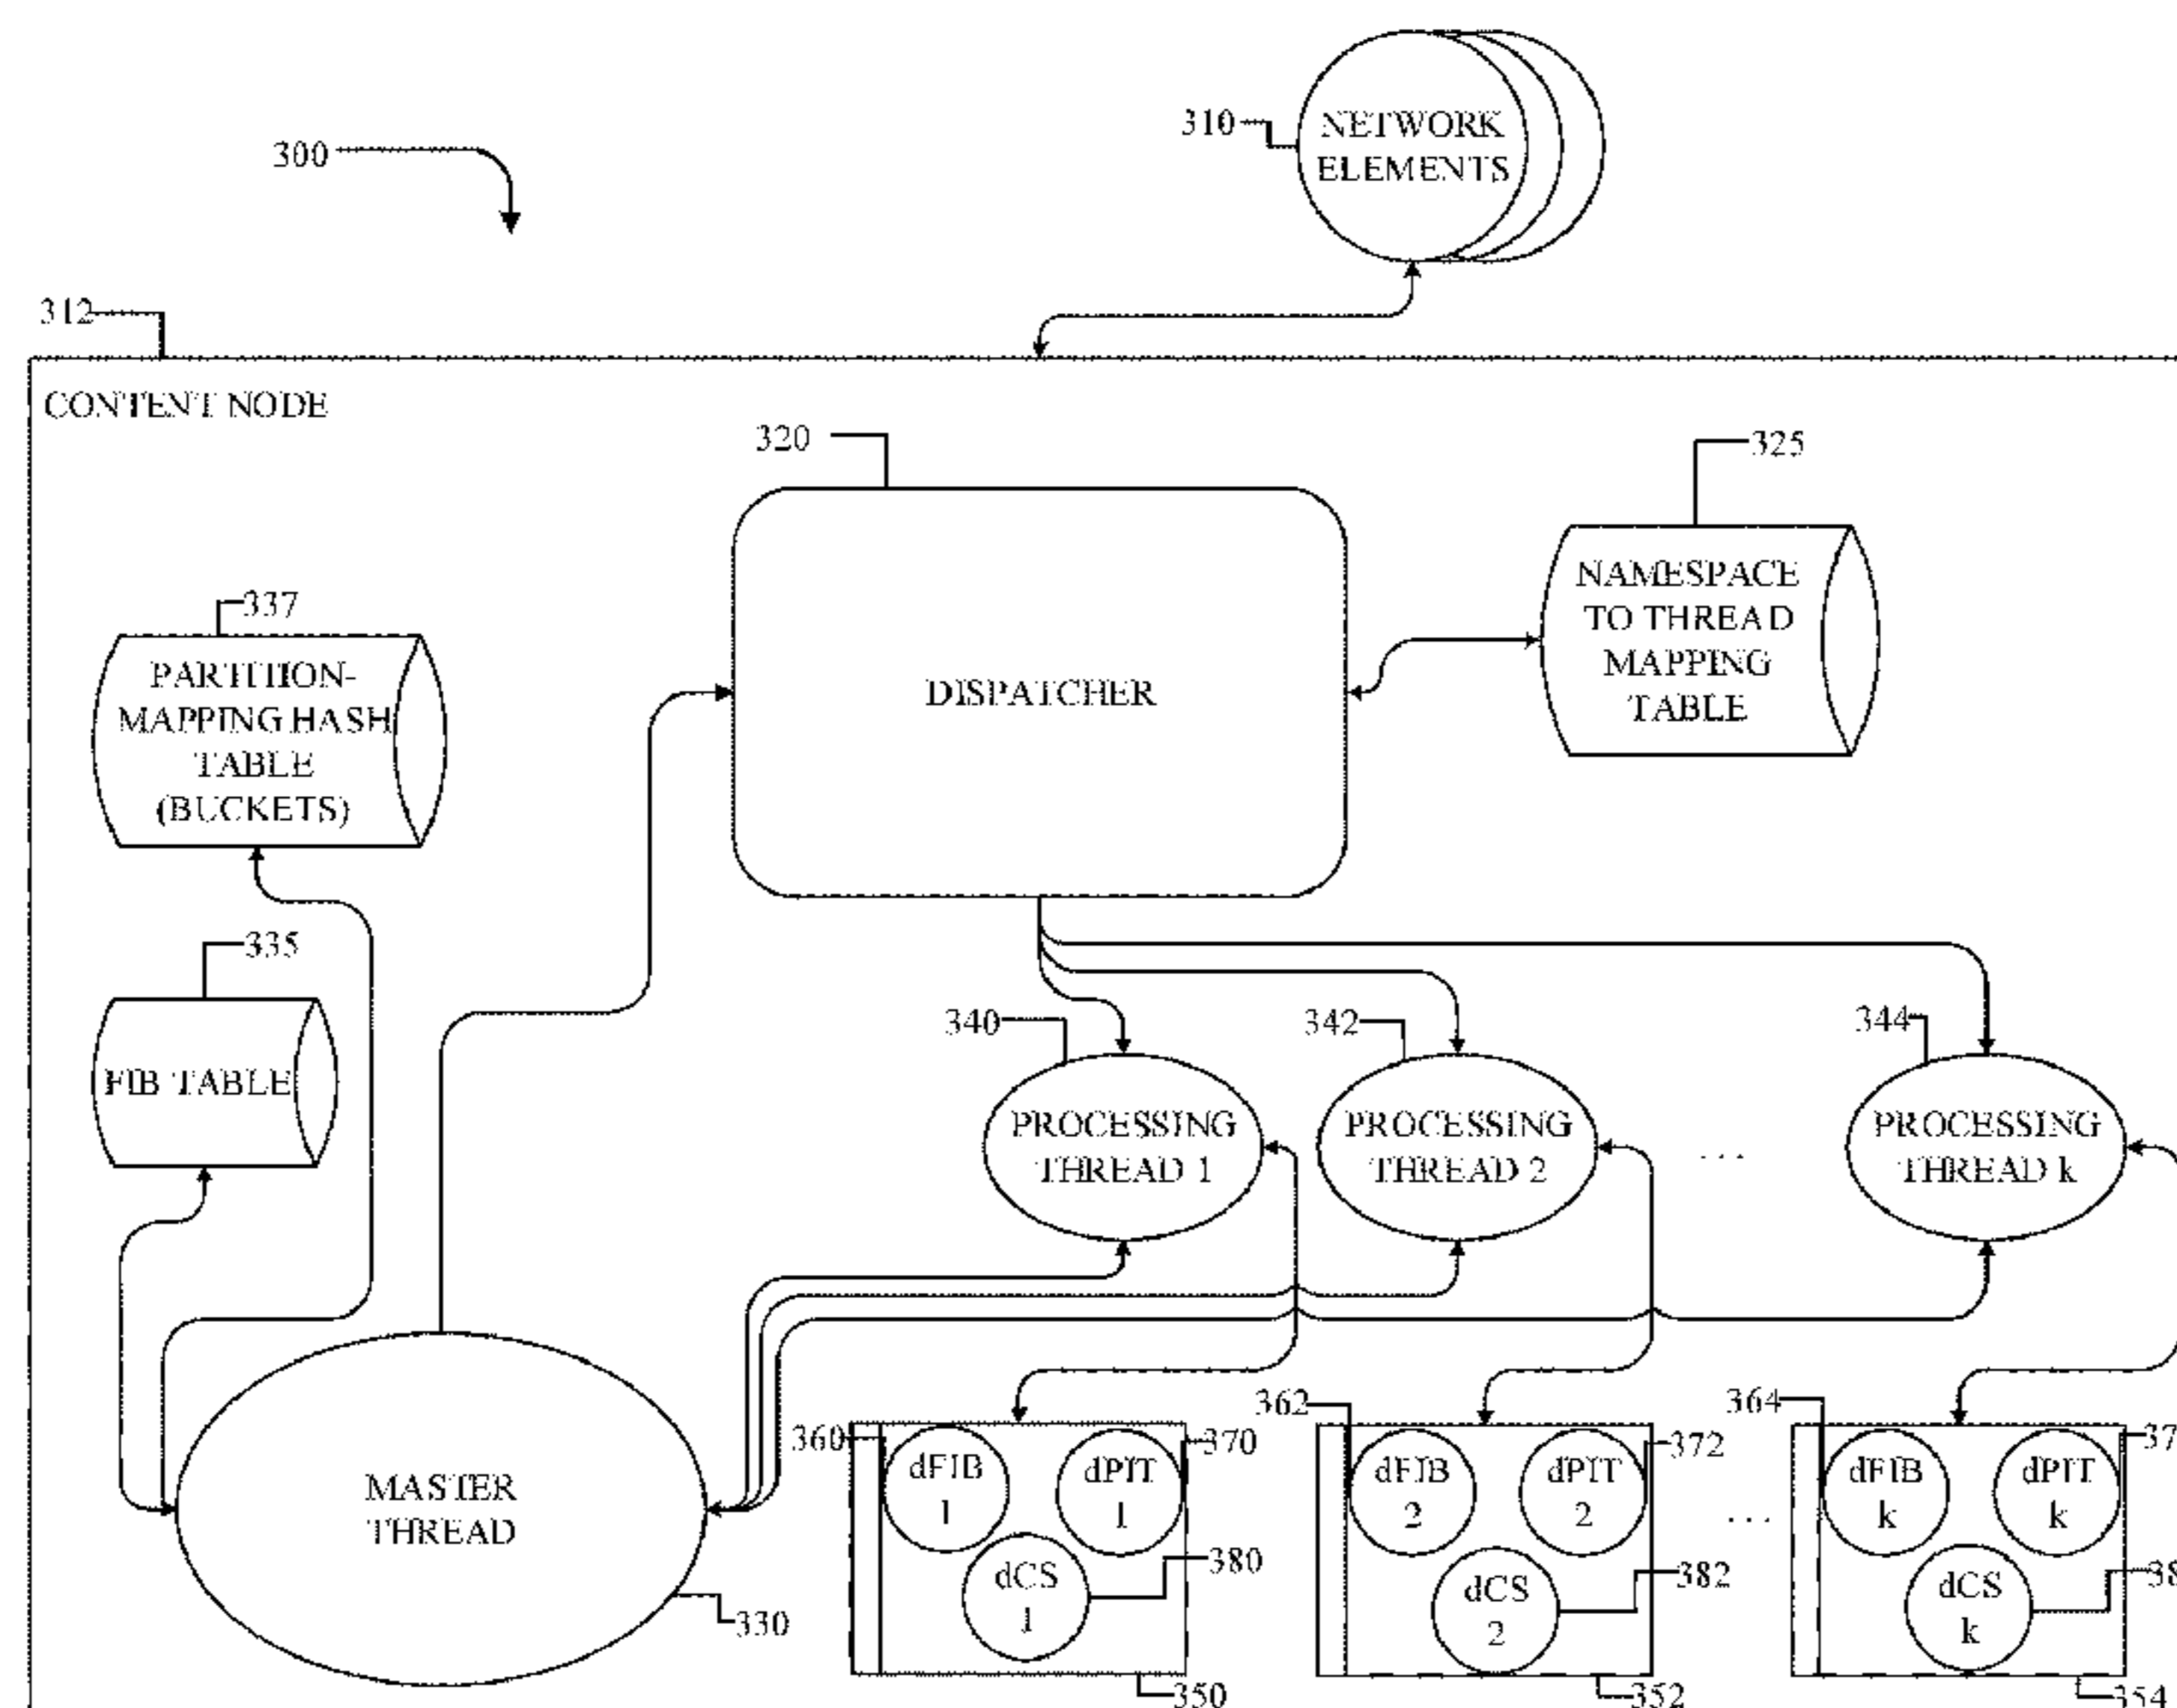 300
310
NETWORK
ELEMENTS
312
CONTENT NODE
320
325
DISPATCHER
NAMESPACE
TO THREAD
MAPPING
TABLE
337
PARTITION-
MAPPING HASH
TABLE
(BUCKETS)
335
FIB TABLE
340
342
344
PROCESSING
THREAD 1
PROCESSING
THREAD 2
...
PROCESSING
THREAD k
MASTER
THREAD
330
360
dFIB
1
dPIT
1
370
dCS
1
380
350
362
dFIB
2
dPIT
2
372
dCS
2
382
352
...
364
dFIB
k
dPIT
k
37
dCS
k
38
354